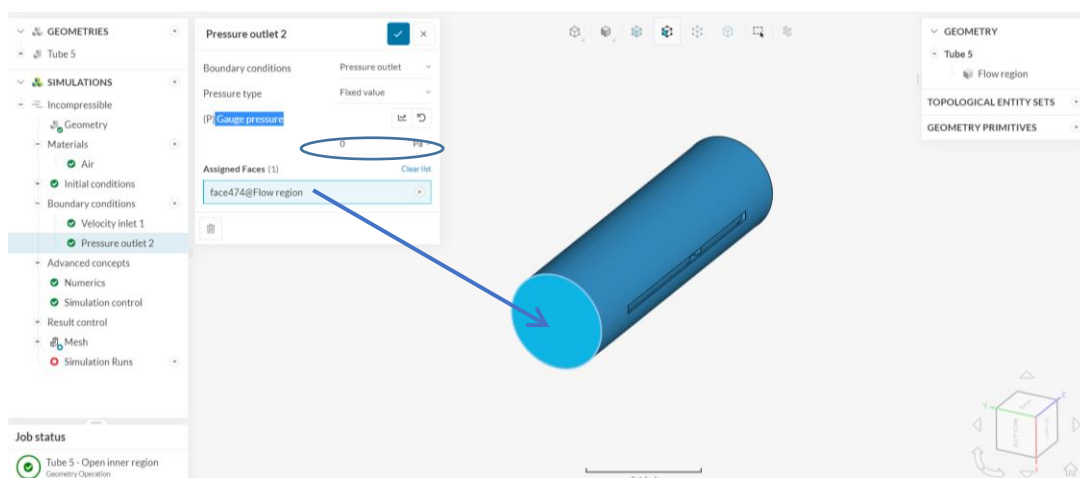 GEOMETRIES
Tube 5
SIMULATIONS
Incompressible
Geometry
Materials
Air
Initial conditions
Boundary conditions
Velocity inlet 1
Pressure outlet 2
Advanced concepts
Numerics
Simulation control
Result control
Mesh
Simulation Runs
Job status
Tube 5 - Open inner region
Geometry Operation
Pressure outlet 2
Boundary conditions Pressure outlet
Pressure type Fixed value
(P) Gauge pressure
0 Pa
Assigned Faces (1) Clear list
face474@Flow region
GEOMETRY
Tube 5
Flow region
TOPOLOGICAL ENTITY SETS
GEOMETRY PRIMITIVES
Y
Z
BOTTOM